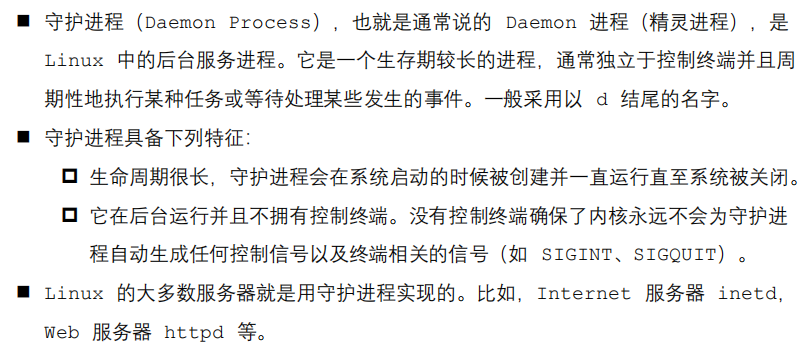 守护进程（Daemon Process），也就是通常说的 Daemon 进程（精灵进程），是
Linux 中的后台服务进程。它是一个生存期较长的进程，通常独立于控制终端并且周
期性地执行某种任务或等待处理某些发生的事件。一般采用以 d 结尾的名字。
守护进程具备下列特征：
生命周期很长，守护进程会在系统启动的时候被创建并一直运行直至系统被关闭。
它在后台运行并且不拥有控制终端。没有控制终端确保了内核永远不会为守护进
程自动生成任何控制信号以及终端相关的信号（如 SIGINT、SIGQUIT）。
Linux 的大多数服务器就是用守护进程实现的。比如，Internet 服务器 inetd，
Web 服务器 httpd 等。